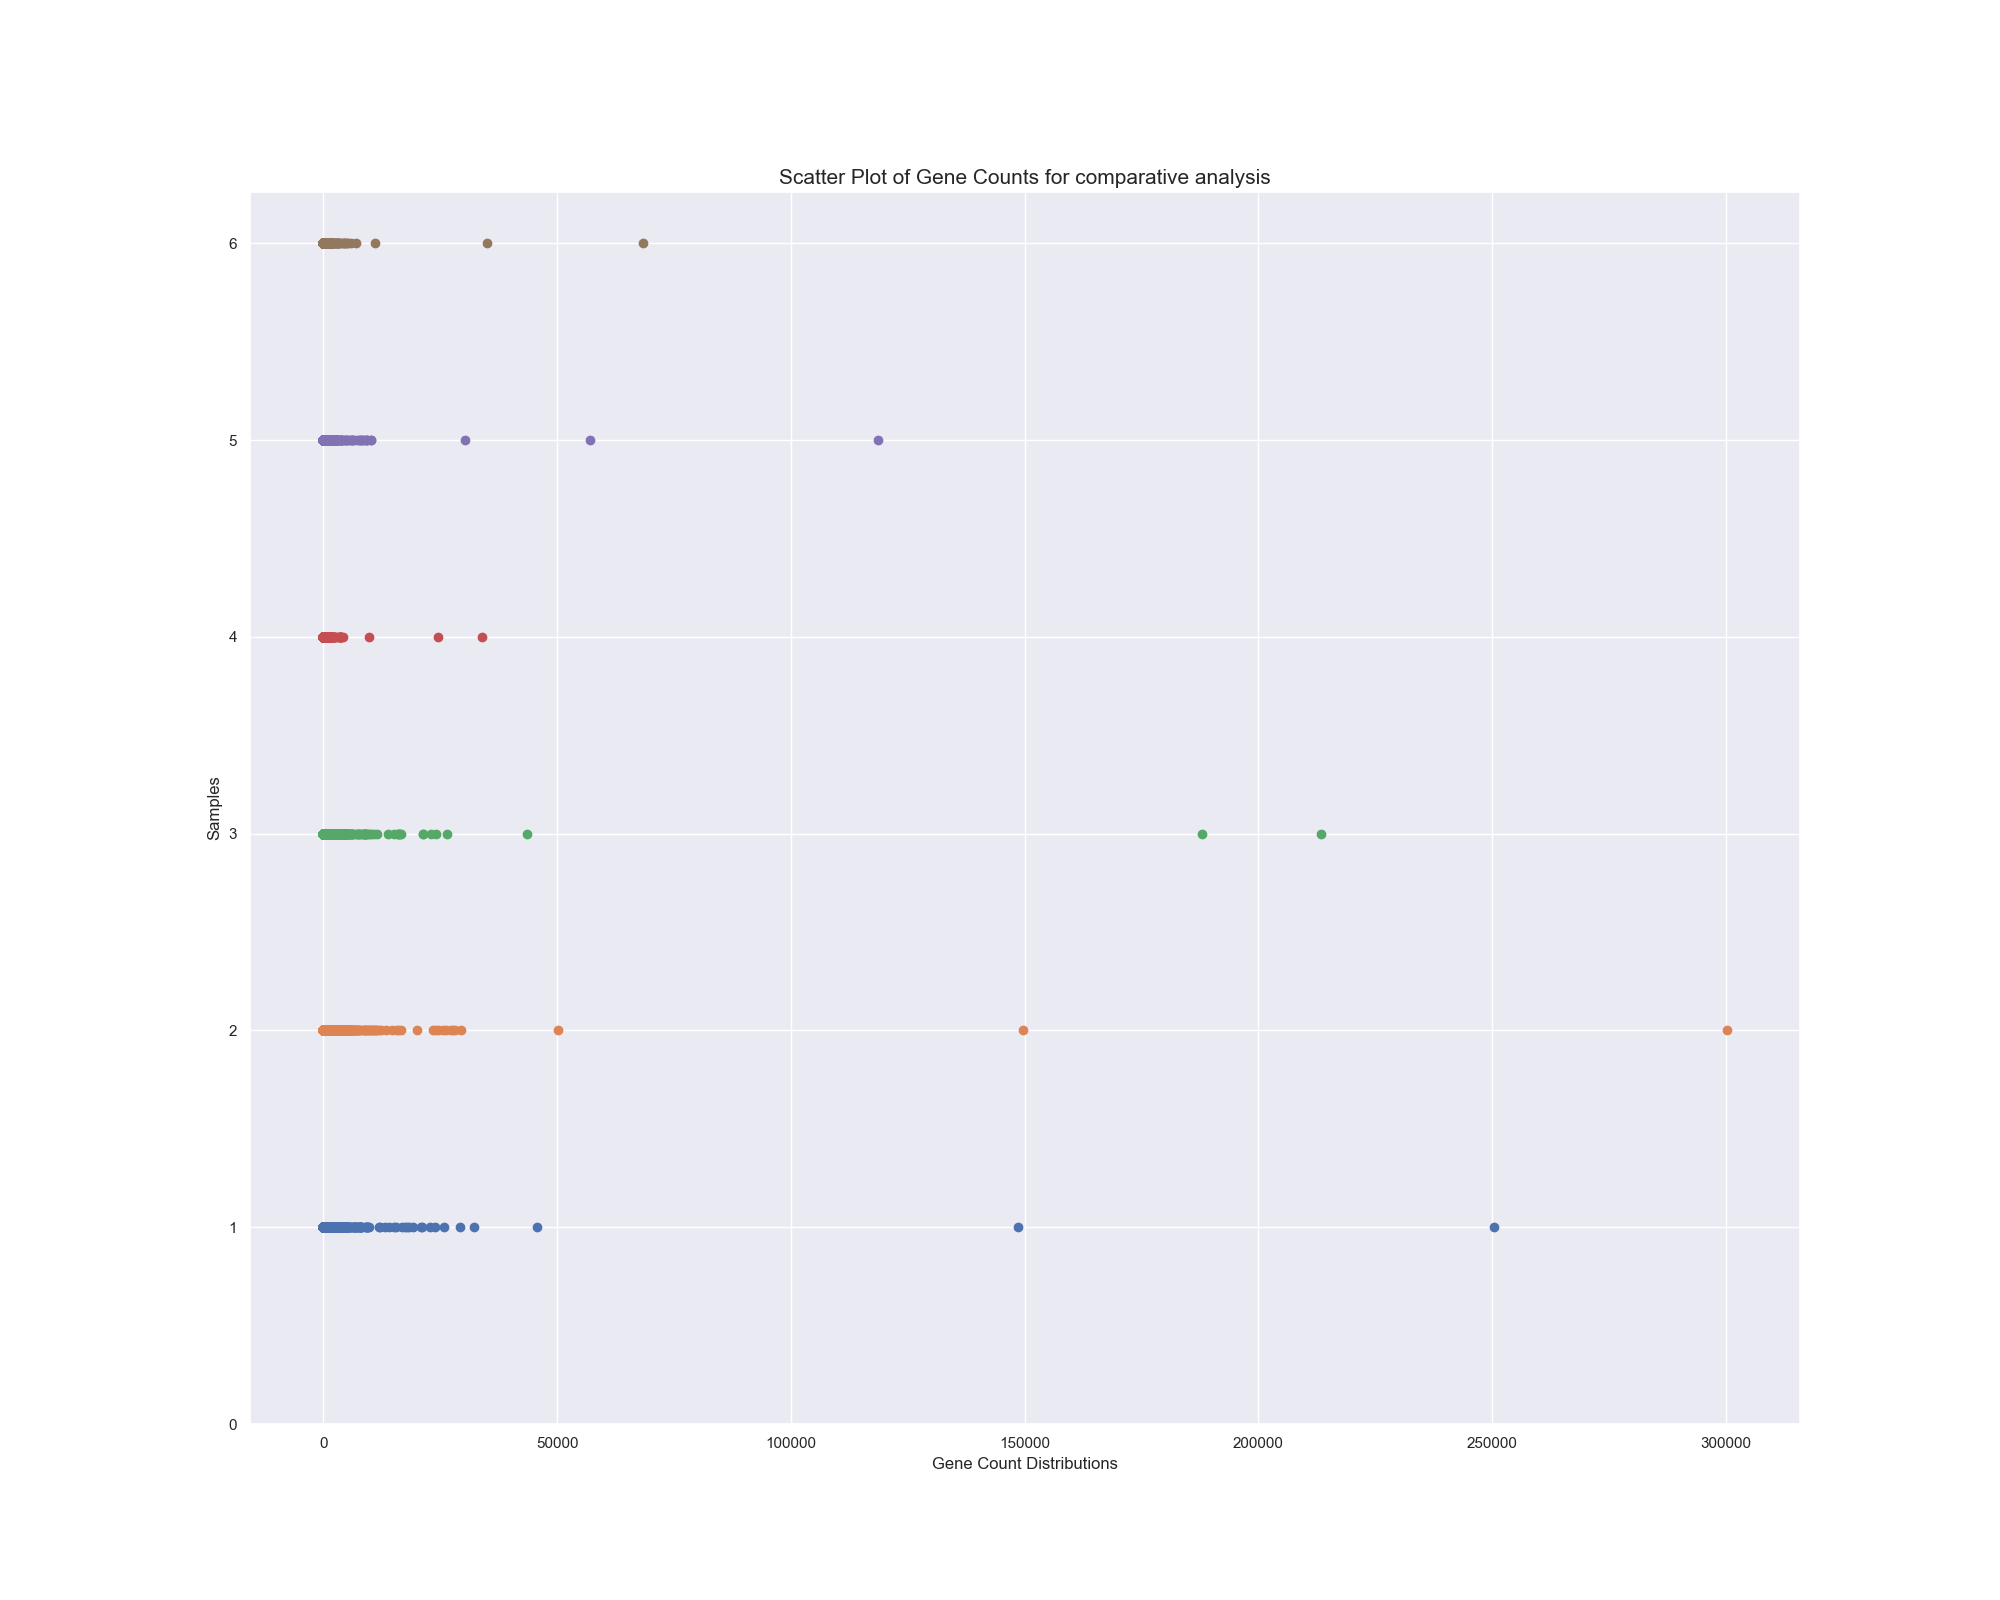 Scatter Plot of Gene Counts for comparative analysis
6
5
4
3
2
1
0
Samples
0 50000 100000 150000 200000 250000 300000
Gene Count Distributions